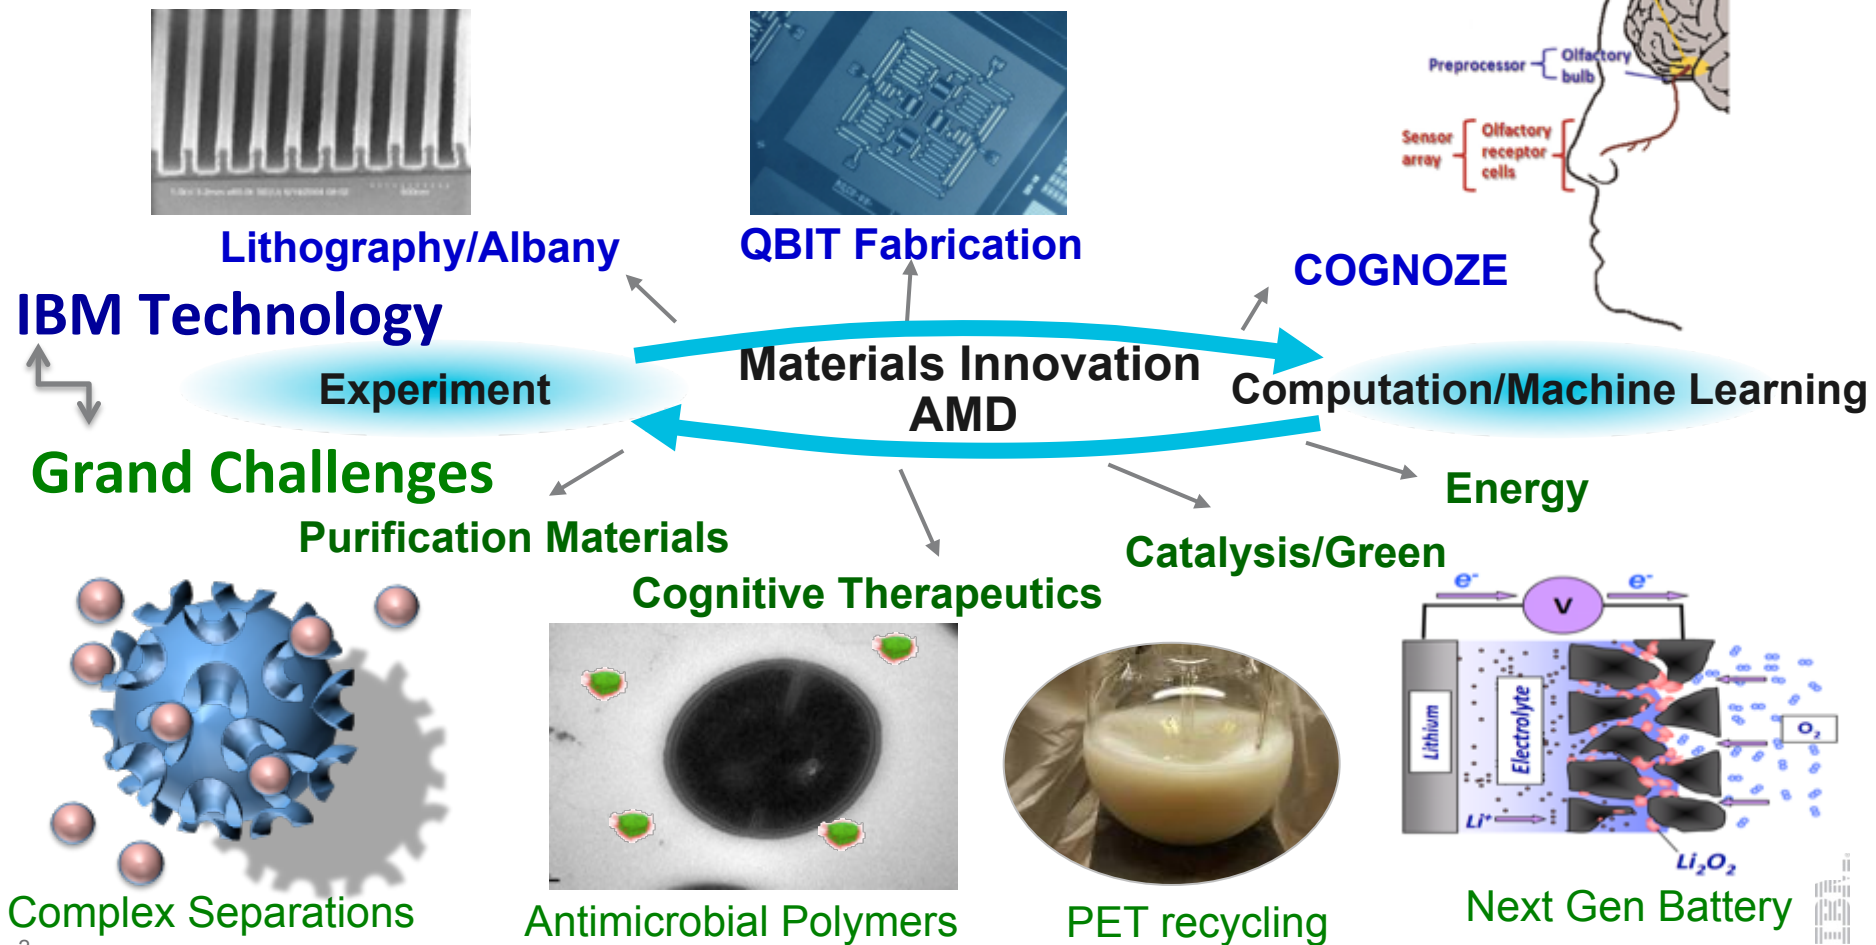 Preprocessor
Olfactory
bulb
Sensor
array
Olfactory
receptor
cells
Lithography/Albany
QBIT Fabrication
COGNOZE
IBM Technology
Experiment
Materials Innovation
AMD
Computation/Machine Learning
Grand Challenges
Purification Materials
Cognitive Therapeutics
Catalysis/Green
Energy
e-
V
e-
Lithium
Electrolyte
O2
Li+
Li2O2
Complex Separations
Antimicrobial Polymers
PET recycling
Next Gen Battery
IBM